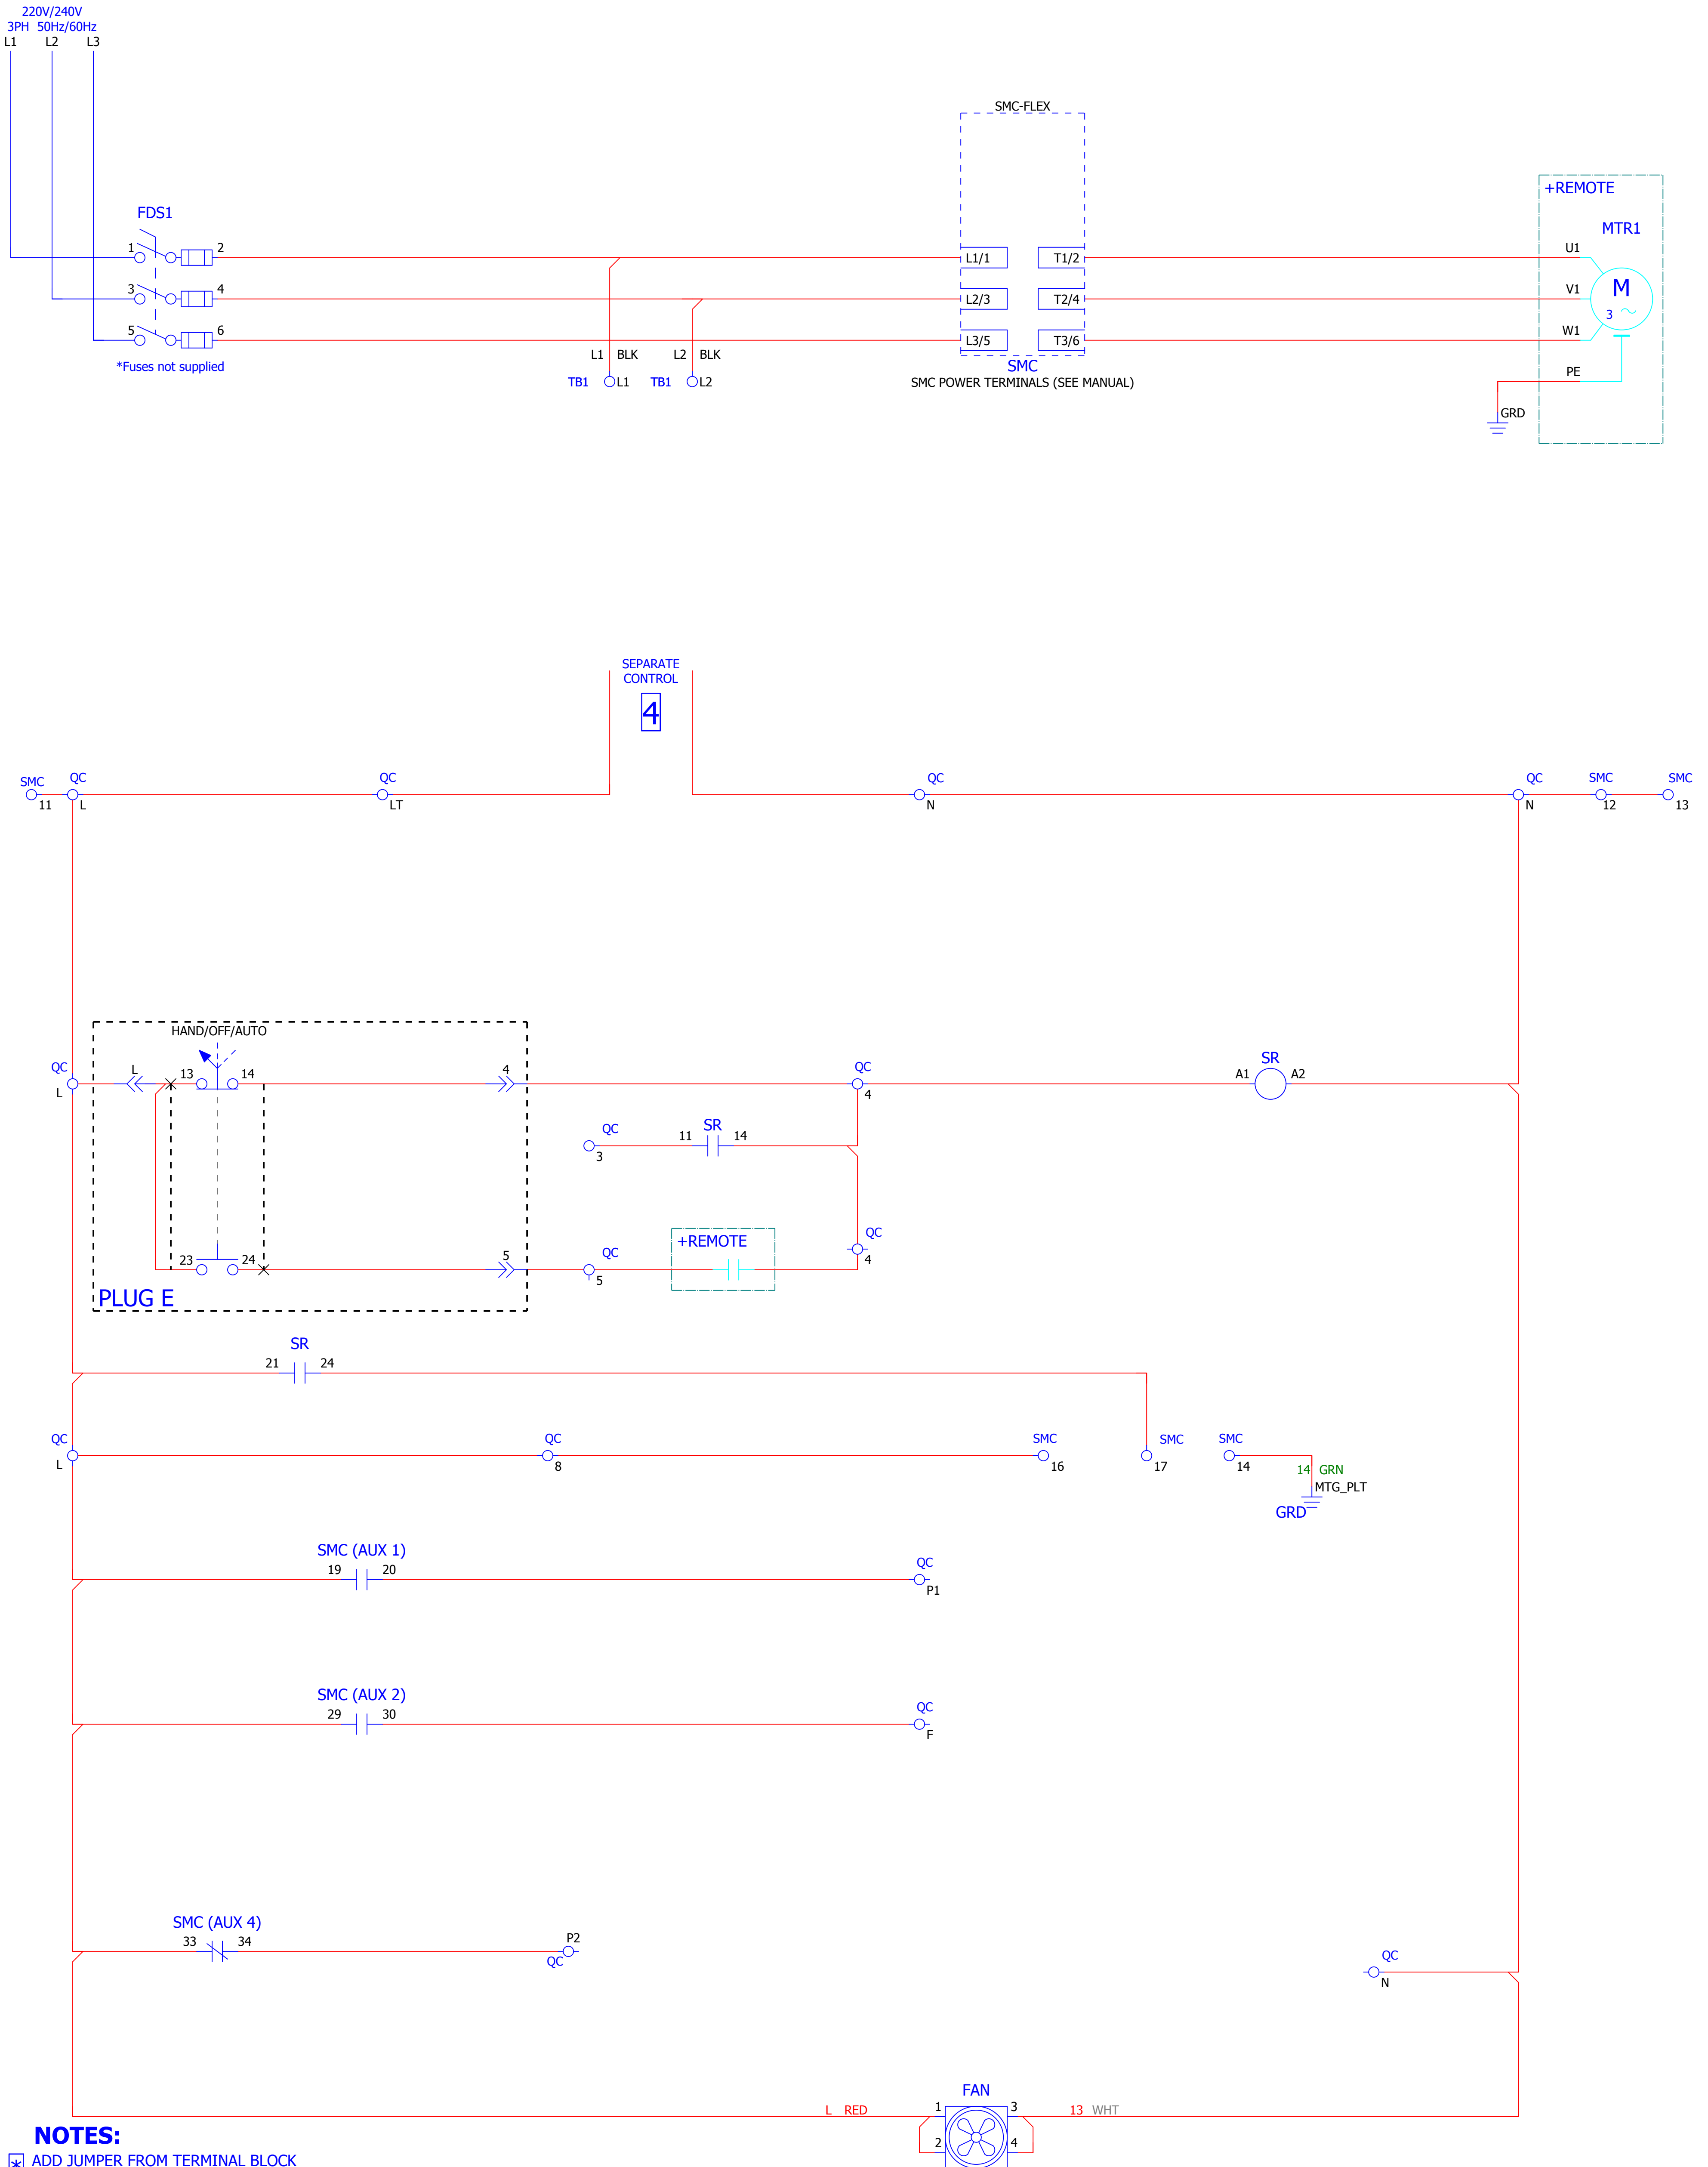 220V/240V
3PH 50Hz/60Hz
L1 L2 L3
SMC-FLEX
+REMOTE
FDS1
MTR1
1 2 L1/1 T1/2 U1
M
3 4 L2/3 T2/4 V1
3
5 6 L3/5 T3/6 W1
*Fuses not supplied
L1 BLK L2 BLK
SMC
PE
TB1 L1 TB1 L2
SMC POWER TERMINALS (SEE MANUAL)
GRD
SEPARATE
CONTROL
4
SMC QC QC QC QC SMC SMC
11 L LT N N 12 13
HAND/OFF/AUTO
QC L 13 14 4 QC SR
A1 A2
L 4
QC SR
11 14
3
QC
23 24 5 QC +REMOTE
4
5
PLUG E
SR
21 24
QC QC SMC SMC SMC
L 8 16 17 14
14 GRN
MTG_PLT
GRD
SMC (AUX 1)
19 20 QC
P1
SMC (AUX 2)
29 30 QC
F
SMC (AUX 4)
33 34 P2
QC
QC
N
FAN
L RED 1 3 13 WHT
2 4
NOTES:
* ADD JUMPER FROM TERMINAL BLOCK